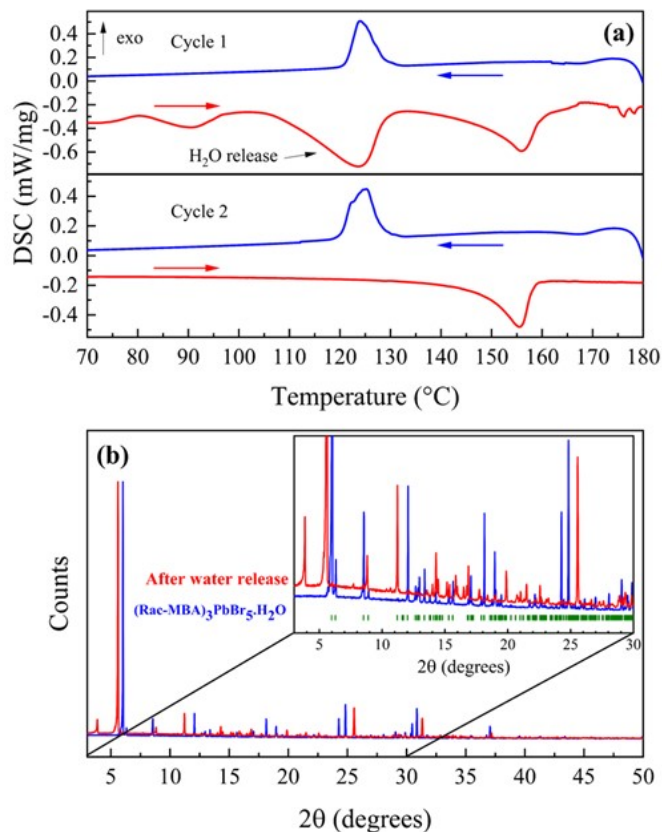 (a)
exo
Cycle 1
0.4
0.2
0.0
-0.2
-0.4
-0.6
H₂O release
Cycle 2
0.4
0.2
0.0
-0.2
-0.4
DSC (mW/mg)
70 80 90 100 110 120 130 140 150 160 170 180
Temperature (°C)
(b)
After water release
(Rac-MBA)₃PbBr₅.H₂O
5 10 15 20 25 30
2θ (degrees)
Counts
5 10 15 20 25 30 35 40 45 50
2θ (degrees)